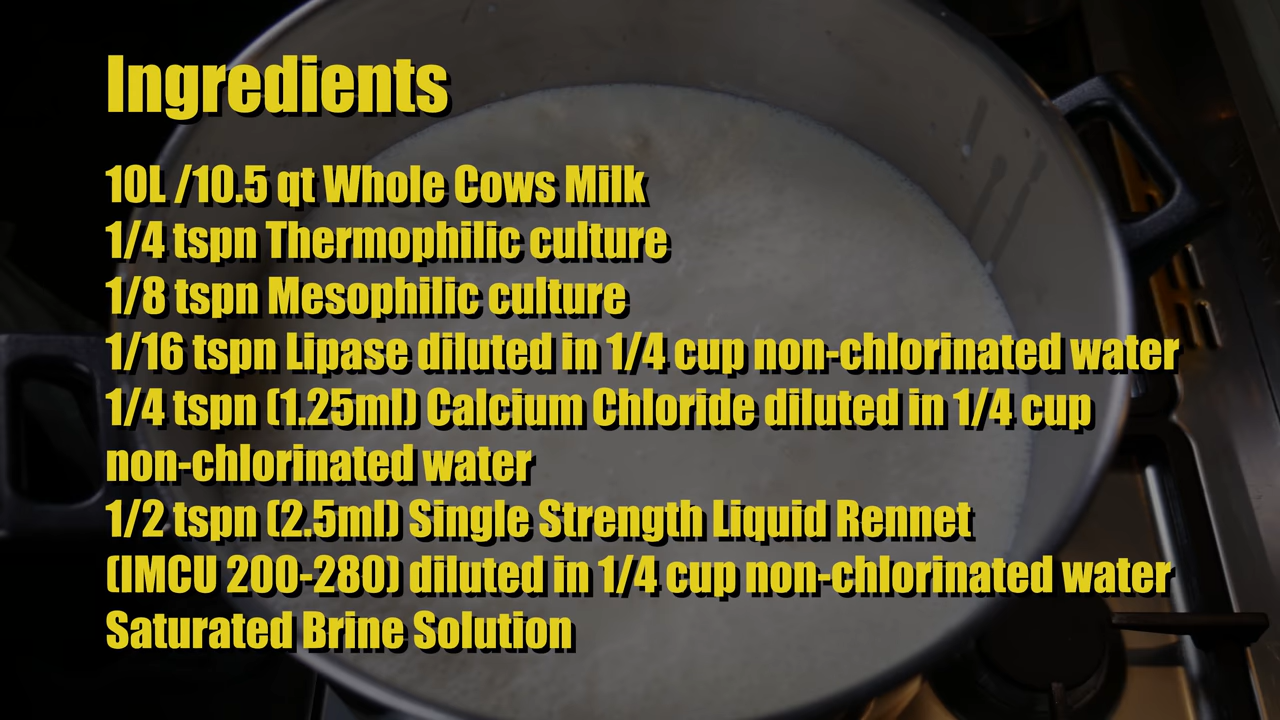 Ingredients
10L /10.5 qt Whole Cows Milk
1/4 tspn Thermophilic culture
1/8 tspn Mesophilic culture
1/16 tspn Lipase diluted in 1/4 cup non-chlorinated water
1/4 tspn (1.25ml) Calcium Chloride diluted in 1/4 cup
non-chlorinated water
1/2 tspn (2.5ml) Single Strength Liquid Rennet
(IMCU 200-280) diluted in 1/4 cup non-chlorinated water
Saturated Brine Solution